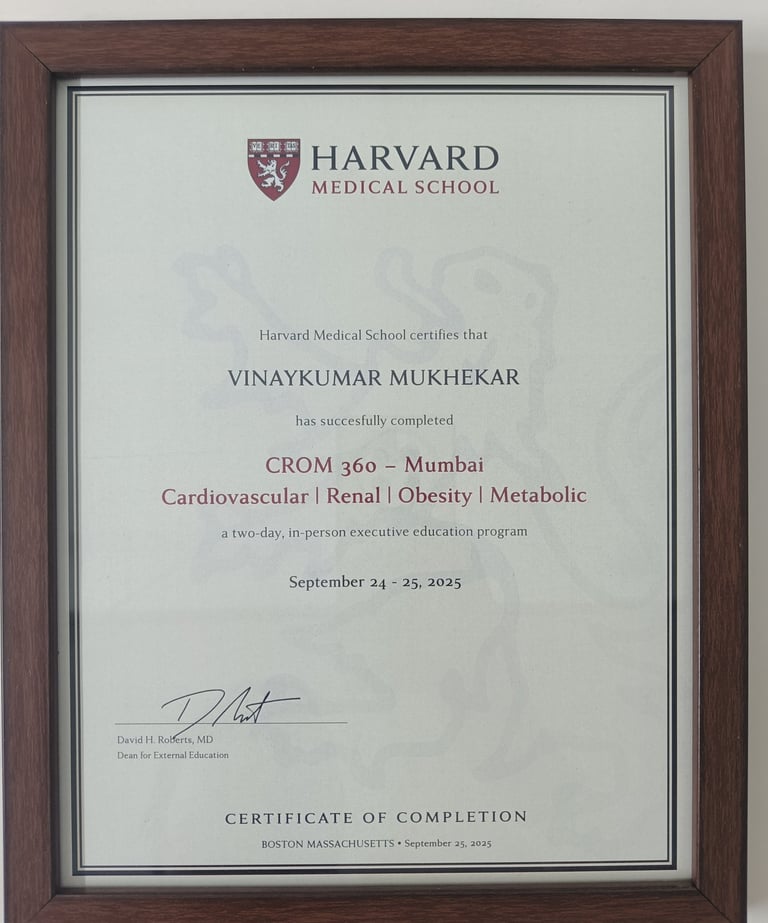 HARVARD
MEDICAL SCHOOL
Harvard Medical School certifies that
VINAYKUMAR MUKHEKAR
has succesfully completed
CROM 360 – Mumbai
Cardiovascular | Renal | Obesity | Metabolic
a two-day, in-person executive education program
September 24 - 25, 2025
David H. Roberts, MD
Dean for External Education
CERTIFICATE OF COMPLETION
BOSTON MASSACHUSETTS • September 25, 2025